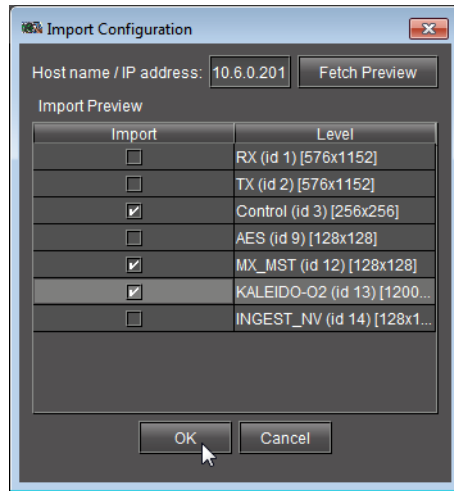 Import Configuration
Host name / IP address: 10.6.0.201 Fetch Preview
Import Preview
Import Level
RX (id 1) [576x1152]
TX (id 2) [576x1152]
Control (id 3) [256x256]
AES (id 9) [128x128]
MX_MST (id 12) [128x128]
KALEIDO-O2 (id 13) [1200...
INGEST_NV (id 14) [128x1...
OK Cancel